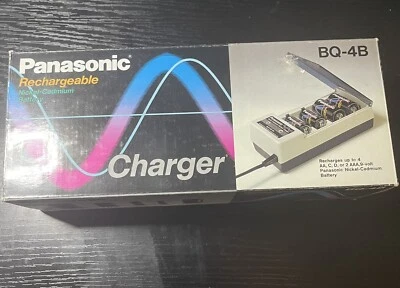 Panasonic
Rechargeable
Nickel-Cadmium
Battery
Charger
BQ-4B
Recharges up to 4
AA, C, D, or 2 AAA, 9-volt
Panasonic Nickel-Cadmium
Battery